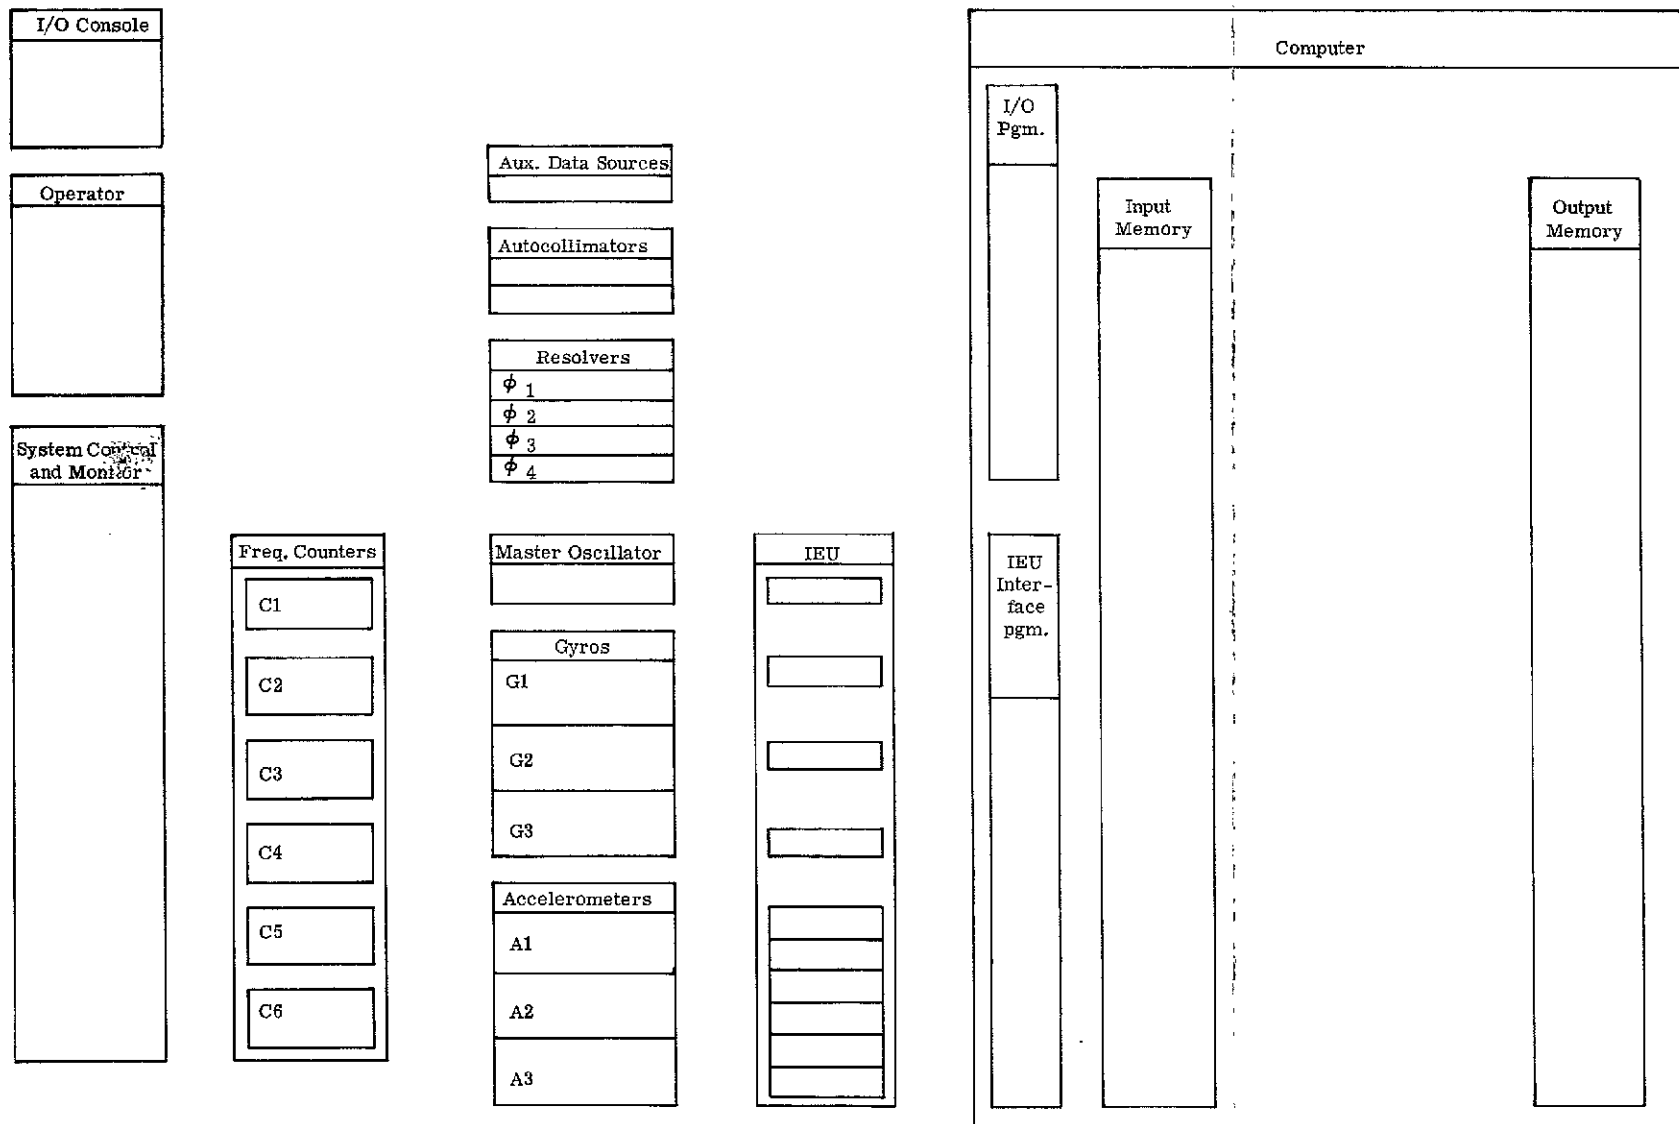 I/O Console
Operator
System Control
and Monitor
Freq. Counters
C1
C2
C3
C4
C5
C6
Aux. Data Sources
Autocollimators
Resolvers
ϕ 1
ϕ 2
ϕ 3
ϕ 4
Master Oscillator
Gyros
G1
G2
G3
Accelerometers
A1
A2
A3
IEU
Computer
I/O
Pgm.
IEU
Inter-
face
pgm.
Input
Memory
Output
Memory